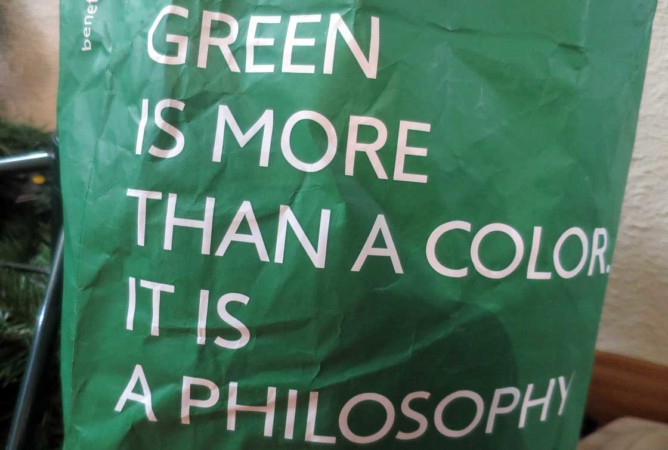 GREEN
IS MORE
THAN A COLOR.
IT IS
A PHILOSOPHY